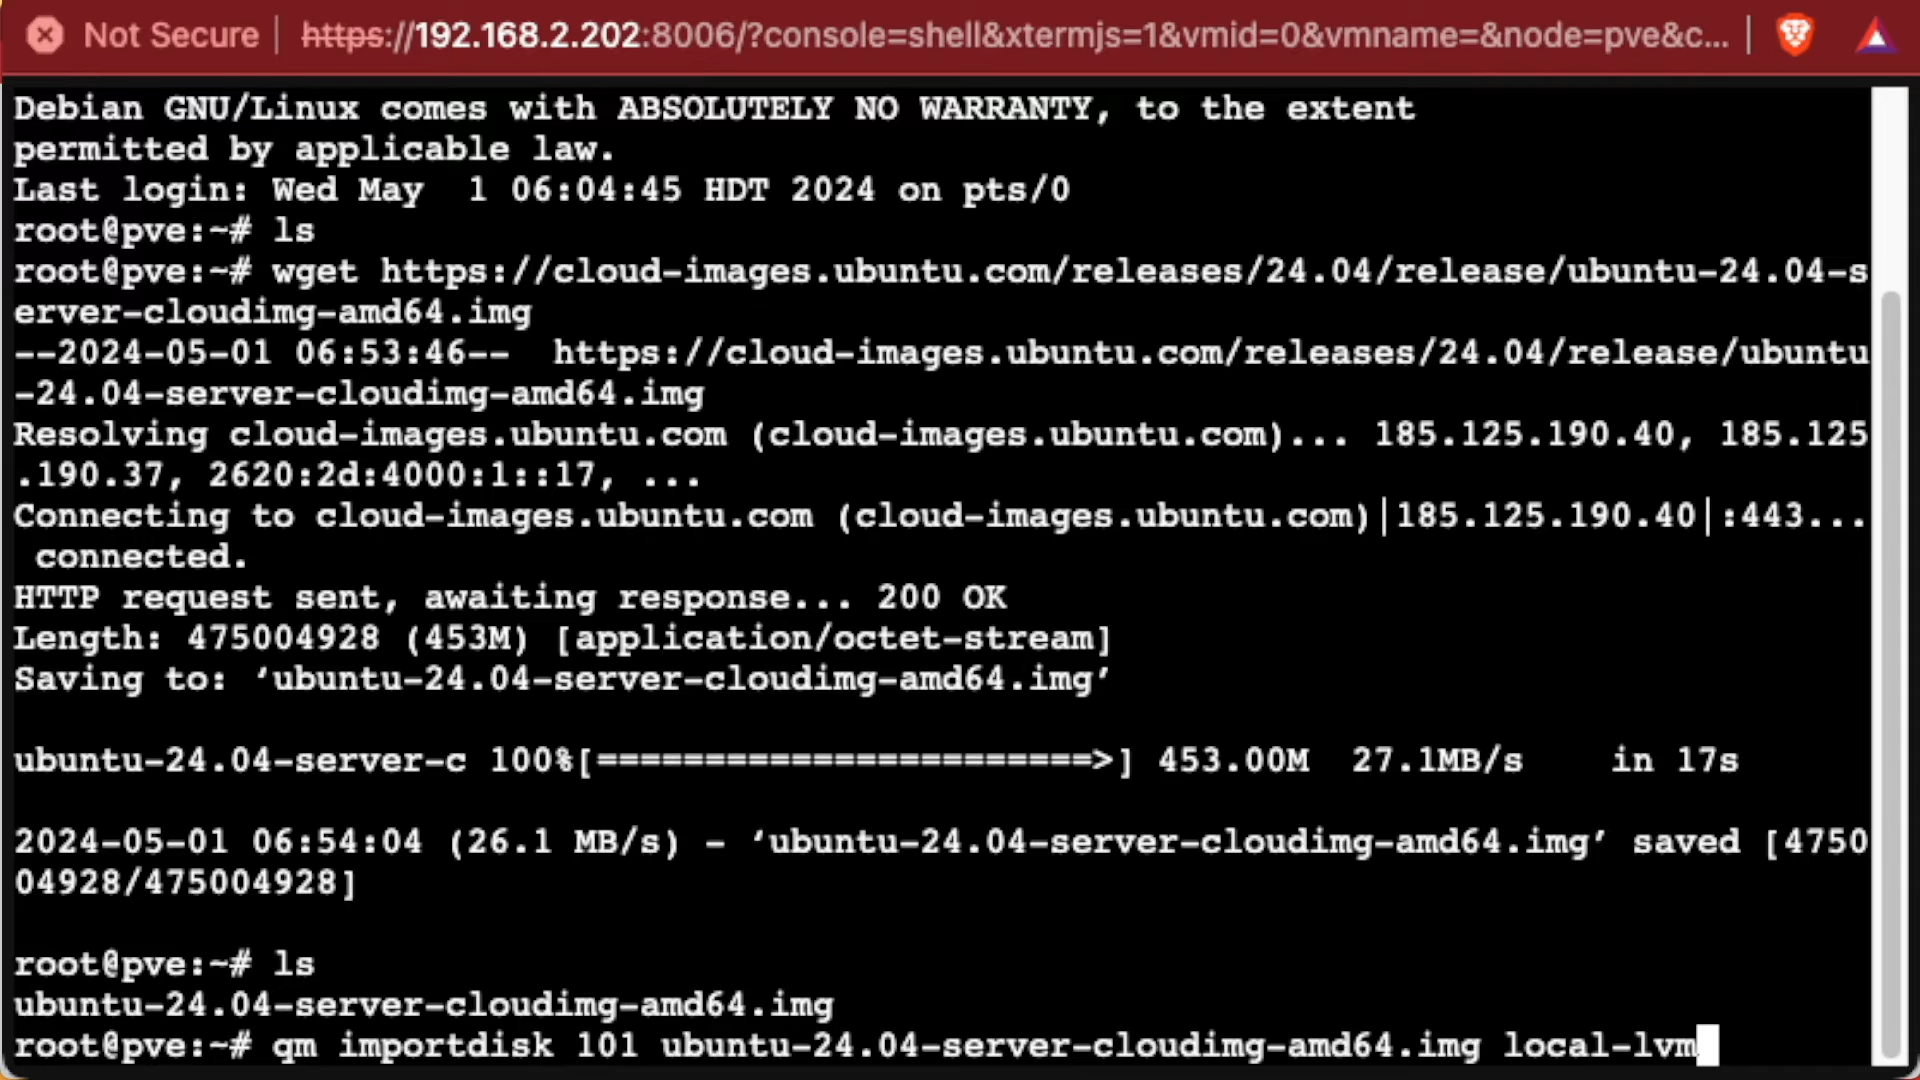 Not Secure | https://192.168.2.202:8006/?console=shell&xtermjs=1&vmid=0&vmname=&node=pve&c... |
Debian GNU/Linux comes with ABSOLUTELY NO WARRANTY, to the extent
permitted by applicable law.
Last login: Wed May  1 06:04:45 HDT 2024 on pts/0
root@pve:~# ls
root@pve:~# wget https://cloud-images.ubuntu.com/releases/24.04/release/ubuntu-24.04-s
erver-cloudimg-amd64.img
--2024-05-01 06:53:46--  https://cloud-images.ubuntu.com/releases/24.04/release/ubuntu
-24.04-server-cloudimg-amd64.img
Resolving cloud-images.ubuntu.com (cloud-images.ubuntu.com)... 185.125.190.40, 185.125
.190.37, 2620:2d:4000:1::17, ...
Connecting to cloud-images.ubuntu.com (cloud-images.ubuntu.com)|185.125.190.40|:443...
 connected.
HTTP request sent, awaiting response... 200 OK
Length: 475004928 (453M) [application/octet-stream]
Saving to: ‘ubuntu-24.04-server-cloudimg-amd64.img’
ubuntu-24.04-server-c 100%[=======================>] 453.00M  27.1MB/s    in 17s
2024-05-01 06:54:04 (26.1 MB/s) - ‘ubuntu-24.04-server-cloudimg-amd64.img’ saved [4750
04928/475004928]
root@pve:~# ls
ubuntu-24.04-server-cloudimg-amd64.img
root@pve:~# qm importdisk 101 ubuntu-24.04-server-cloudimg-amd64.img local-lvm